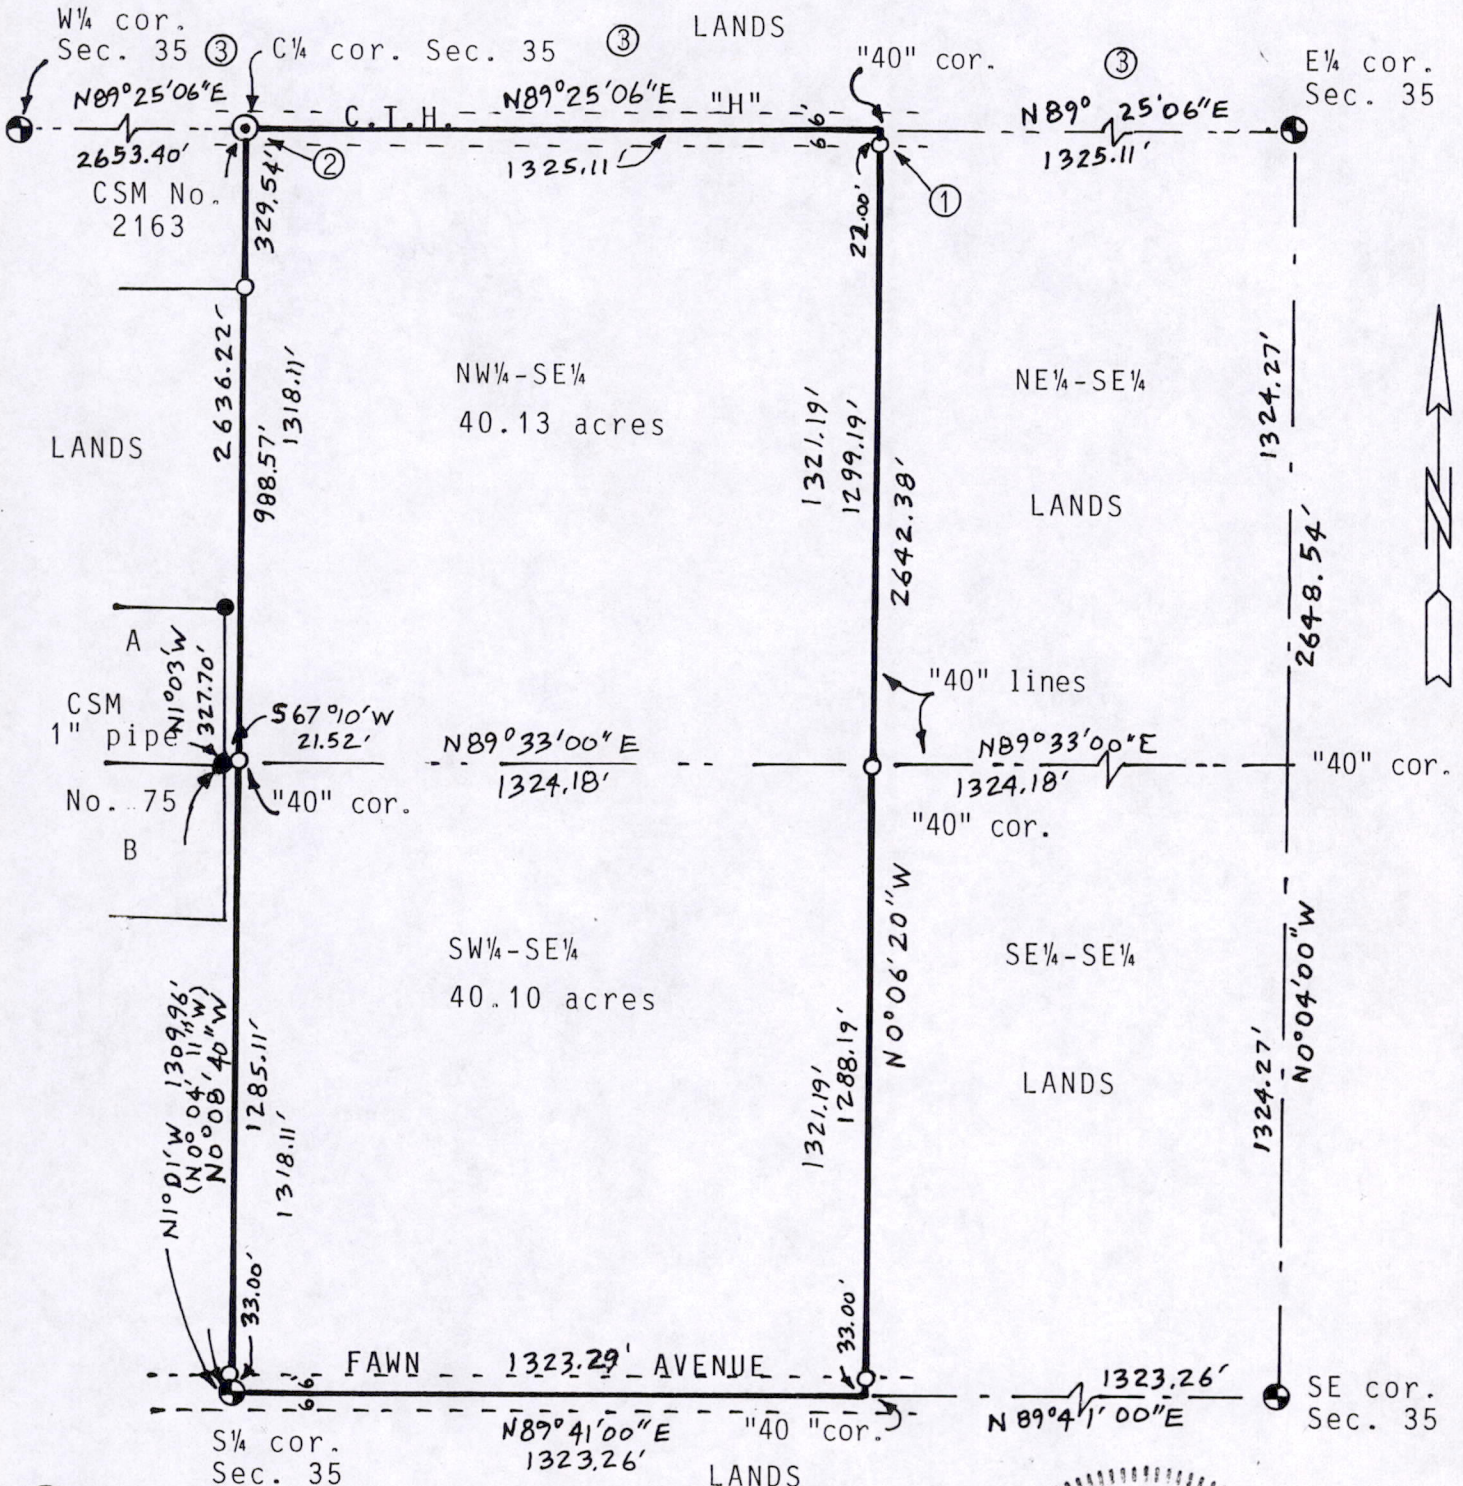 W¼ cor.
Sec. 35 ③
C¼ cor. Sec. 35
③
LANDS
"40" cor.
③
E¼ cor.
Sec. 35
N89°25'06"E
2653.40'
C.T.H.
N89°25'06"E
"H"
1325.11'
66'
N89° 25'06"E
1325.11'
CSM No.
2163
②
①
329.54'
22.00'
2636.22'
988.57'
1318.11'
NW¼-SE¼
40.13 acres
1321.19'
1299.19'
2642.38'
NE¼-SE¼
LANDS
1324.27'
2648.54'
N
LANDS
A
CSM
1" pipe
N1°03'W
327.70'
S67°10'W
21.52'
No. 75
B
"40" cor.
N89°33'00"E
1324.18'
"40" lines
N89°33'00"E
1324.18'
"40" cor.
"40" cor.
SW¼-SE¼
40.10 acres
N0°06'20"W
SE¼-SE¼
LANDS
N0°04'00"W
1324.27'
N1°01'W 1309.96'
(N0°04'11"W)
N0°08'40"W
1285.11'
1318.11'
1321.19'
1288.19'
33.00'
33.00'
FAWN 1323.29' AVENUE
66'
N89°41'00"E
1323.26'
"40 "cor.
1323.26'
N89°41'00"E
SE cor.
Sec. 35
S¼ cor.
Sec. 35
LANDS